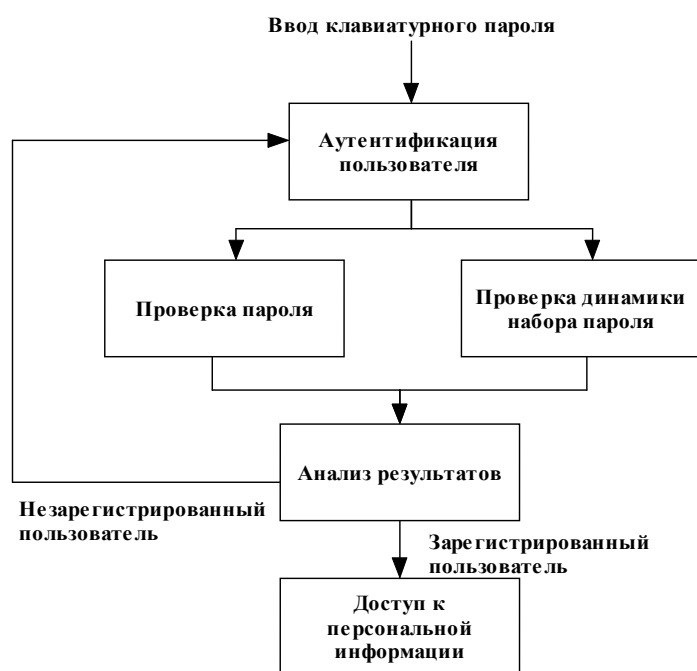 Ввод клавиатурного пароля
Аутентификация
пользователя
Проверка пароля
Проверка динамики
набора пароля
Анализ результатов
Незарегистрированный
пользователь
Зарегистрированный
пользователь
Доступ к
персональной
информации